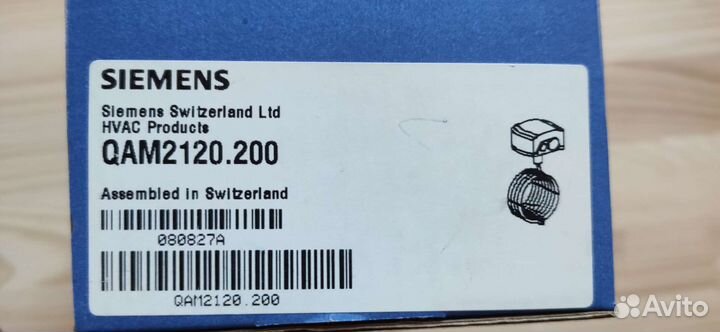 SIEMENS
Siemens Switzerland Ltd
HVAC Products
QAM2120.200
Assembled in Switzerland
080827A
QAM2120.200
Avito